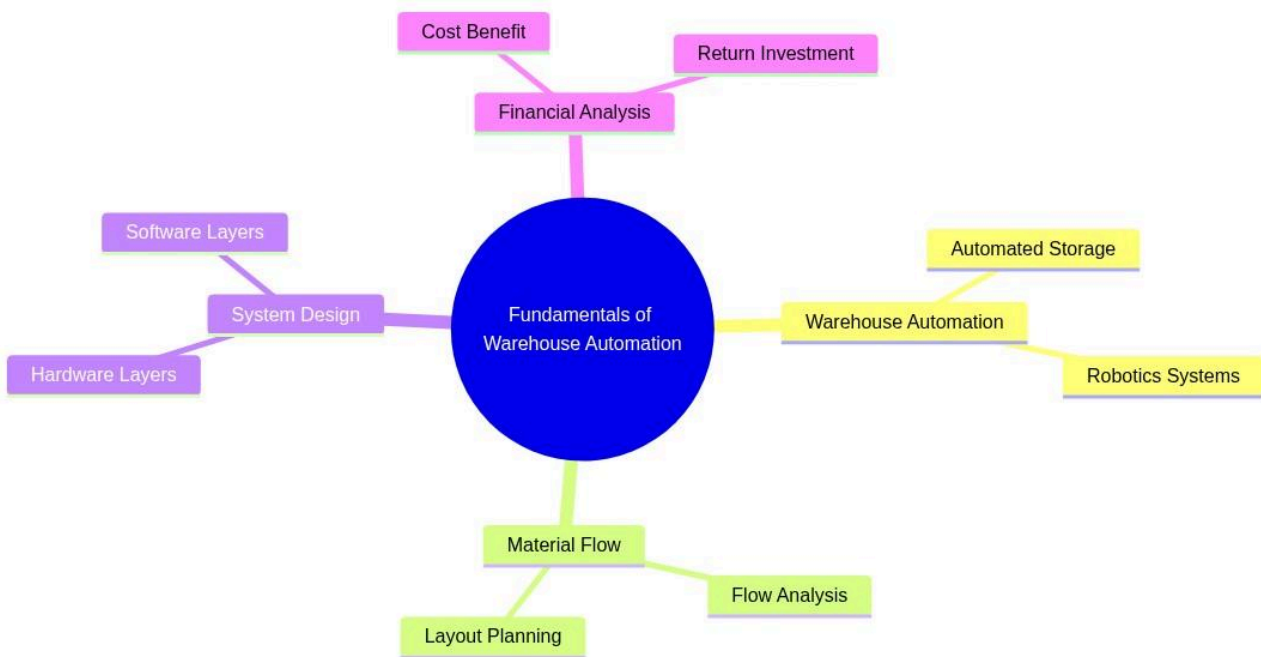 Cost Benefit
Return Investment
Financial Analysis
Software Layers
Automated Storage
System Design
Fundamentals of
Warehouse Automation
Warehouse Automation
Hardware Layers
Robotics Systems
Material Flow
Flow Analysis
Layout Planning